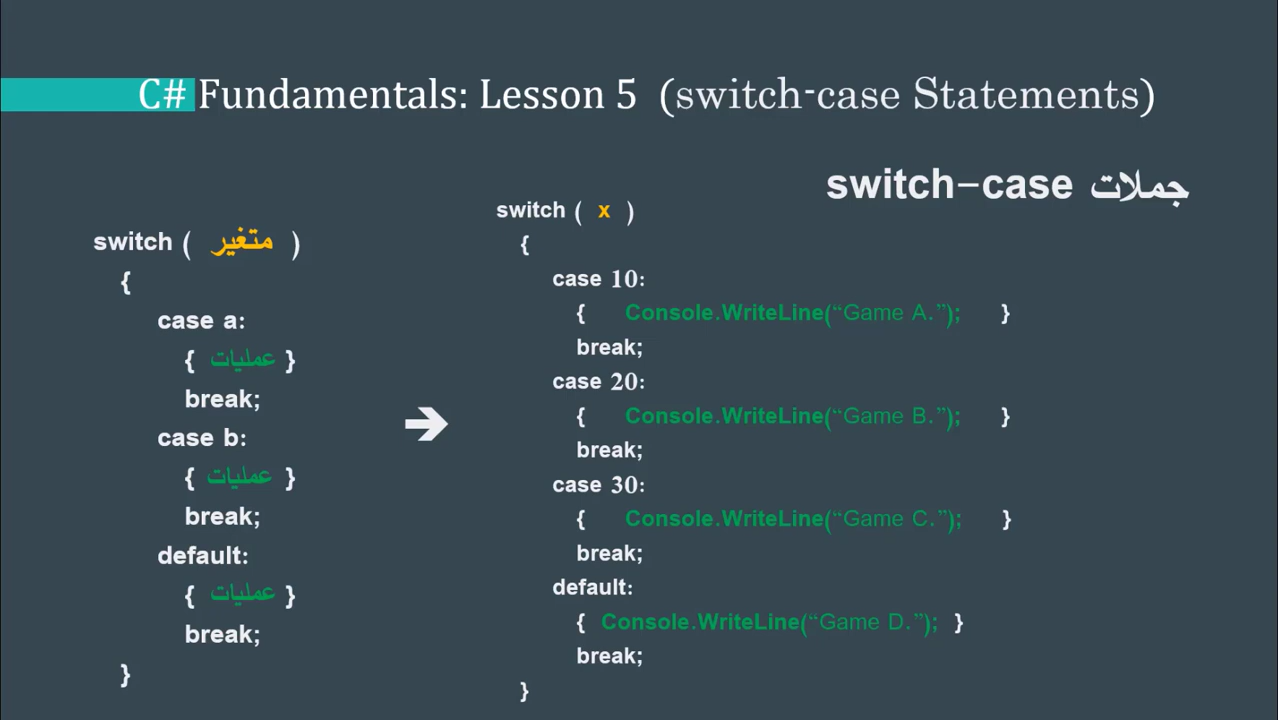 C# Fundamentals: Lesson 5 (switch-case Statements)
جملات switch-case
switch ( متغير )
{
case a:
{ عمليات }
break;
case b:
{ عمليات }
break;
default:
{ عمليات }
break;
}
➔
switch ( x )
{
case 10:
{ Console.WriteLine(“Game A.”); }
break;
case 20:
{ Console.WriteLine(“Game B.”); }
break;
case 30:
{ Console.WriteLine(“Game C.”); }
break;
default:
{ Console.WriteLine(“Game D.”); }
break;
}